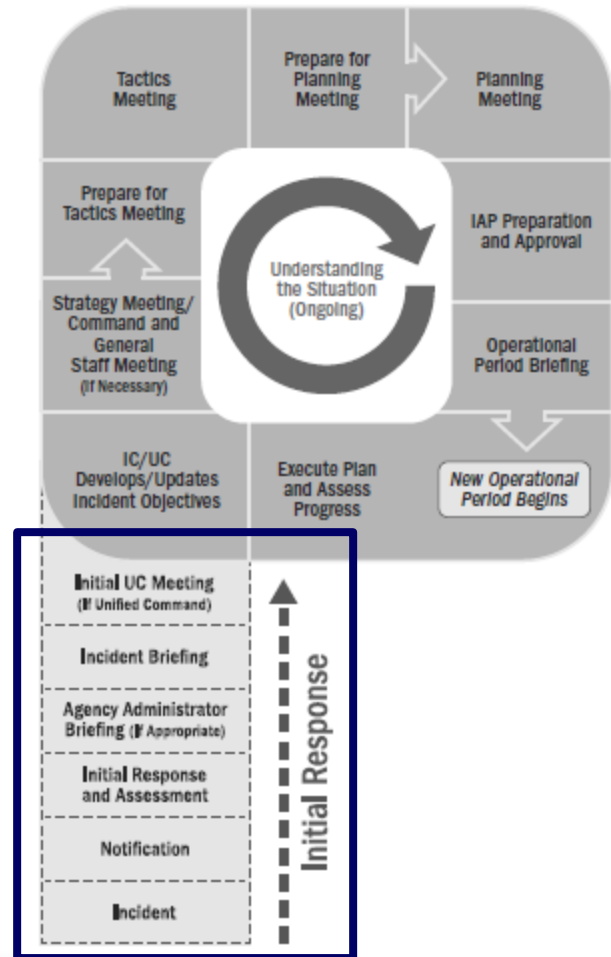 Tactics
Meeting
Prepare for
Planning
Meeting
Planning
Meeting
Prepare for
Tactics Meeting
IAP Preparation
and Approval
Understanding
the Situation
(Ongoing)
Strategy Meeting/
Command and
General
Staff Meeting
(If Necessary)
Operational
Period Briefing
IC/UC
Develops/Updates
Incident Objectives
Execute Plan
and Assess
Progress
New Operational
Period Begins
Initial UC Meeting
(If Unified Command)
Incident Briefing
Agency Administrator
Briefing (If Appropriate)
Initial Response
and Assessment
Notification
Incident
Initial Response